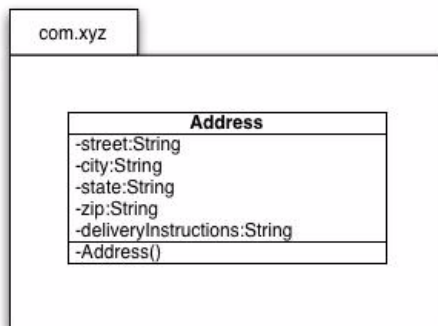 com.xyz
Address
-street:String
-city:String
-state:String
-zip:String
-deliveryInstructions:String
-Address()